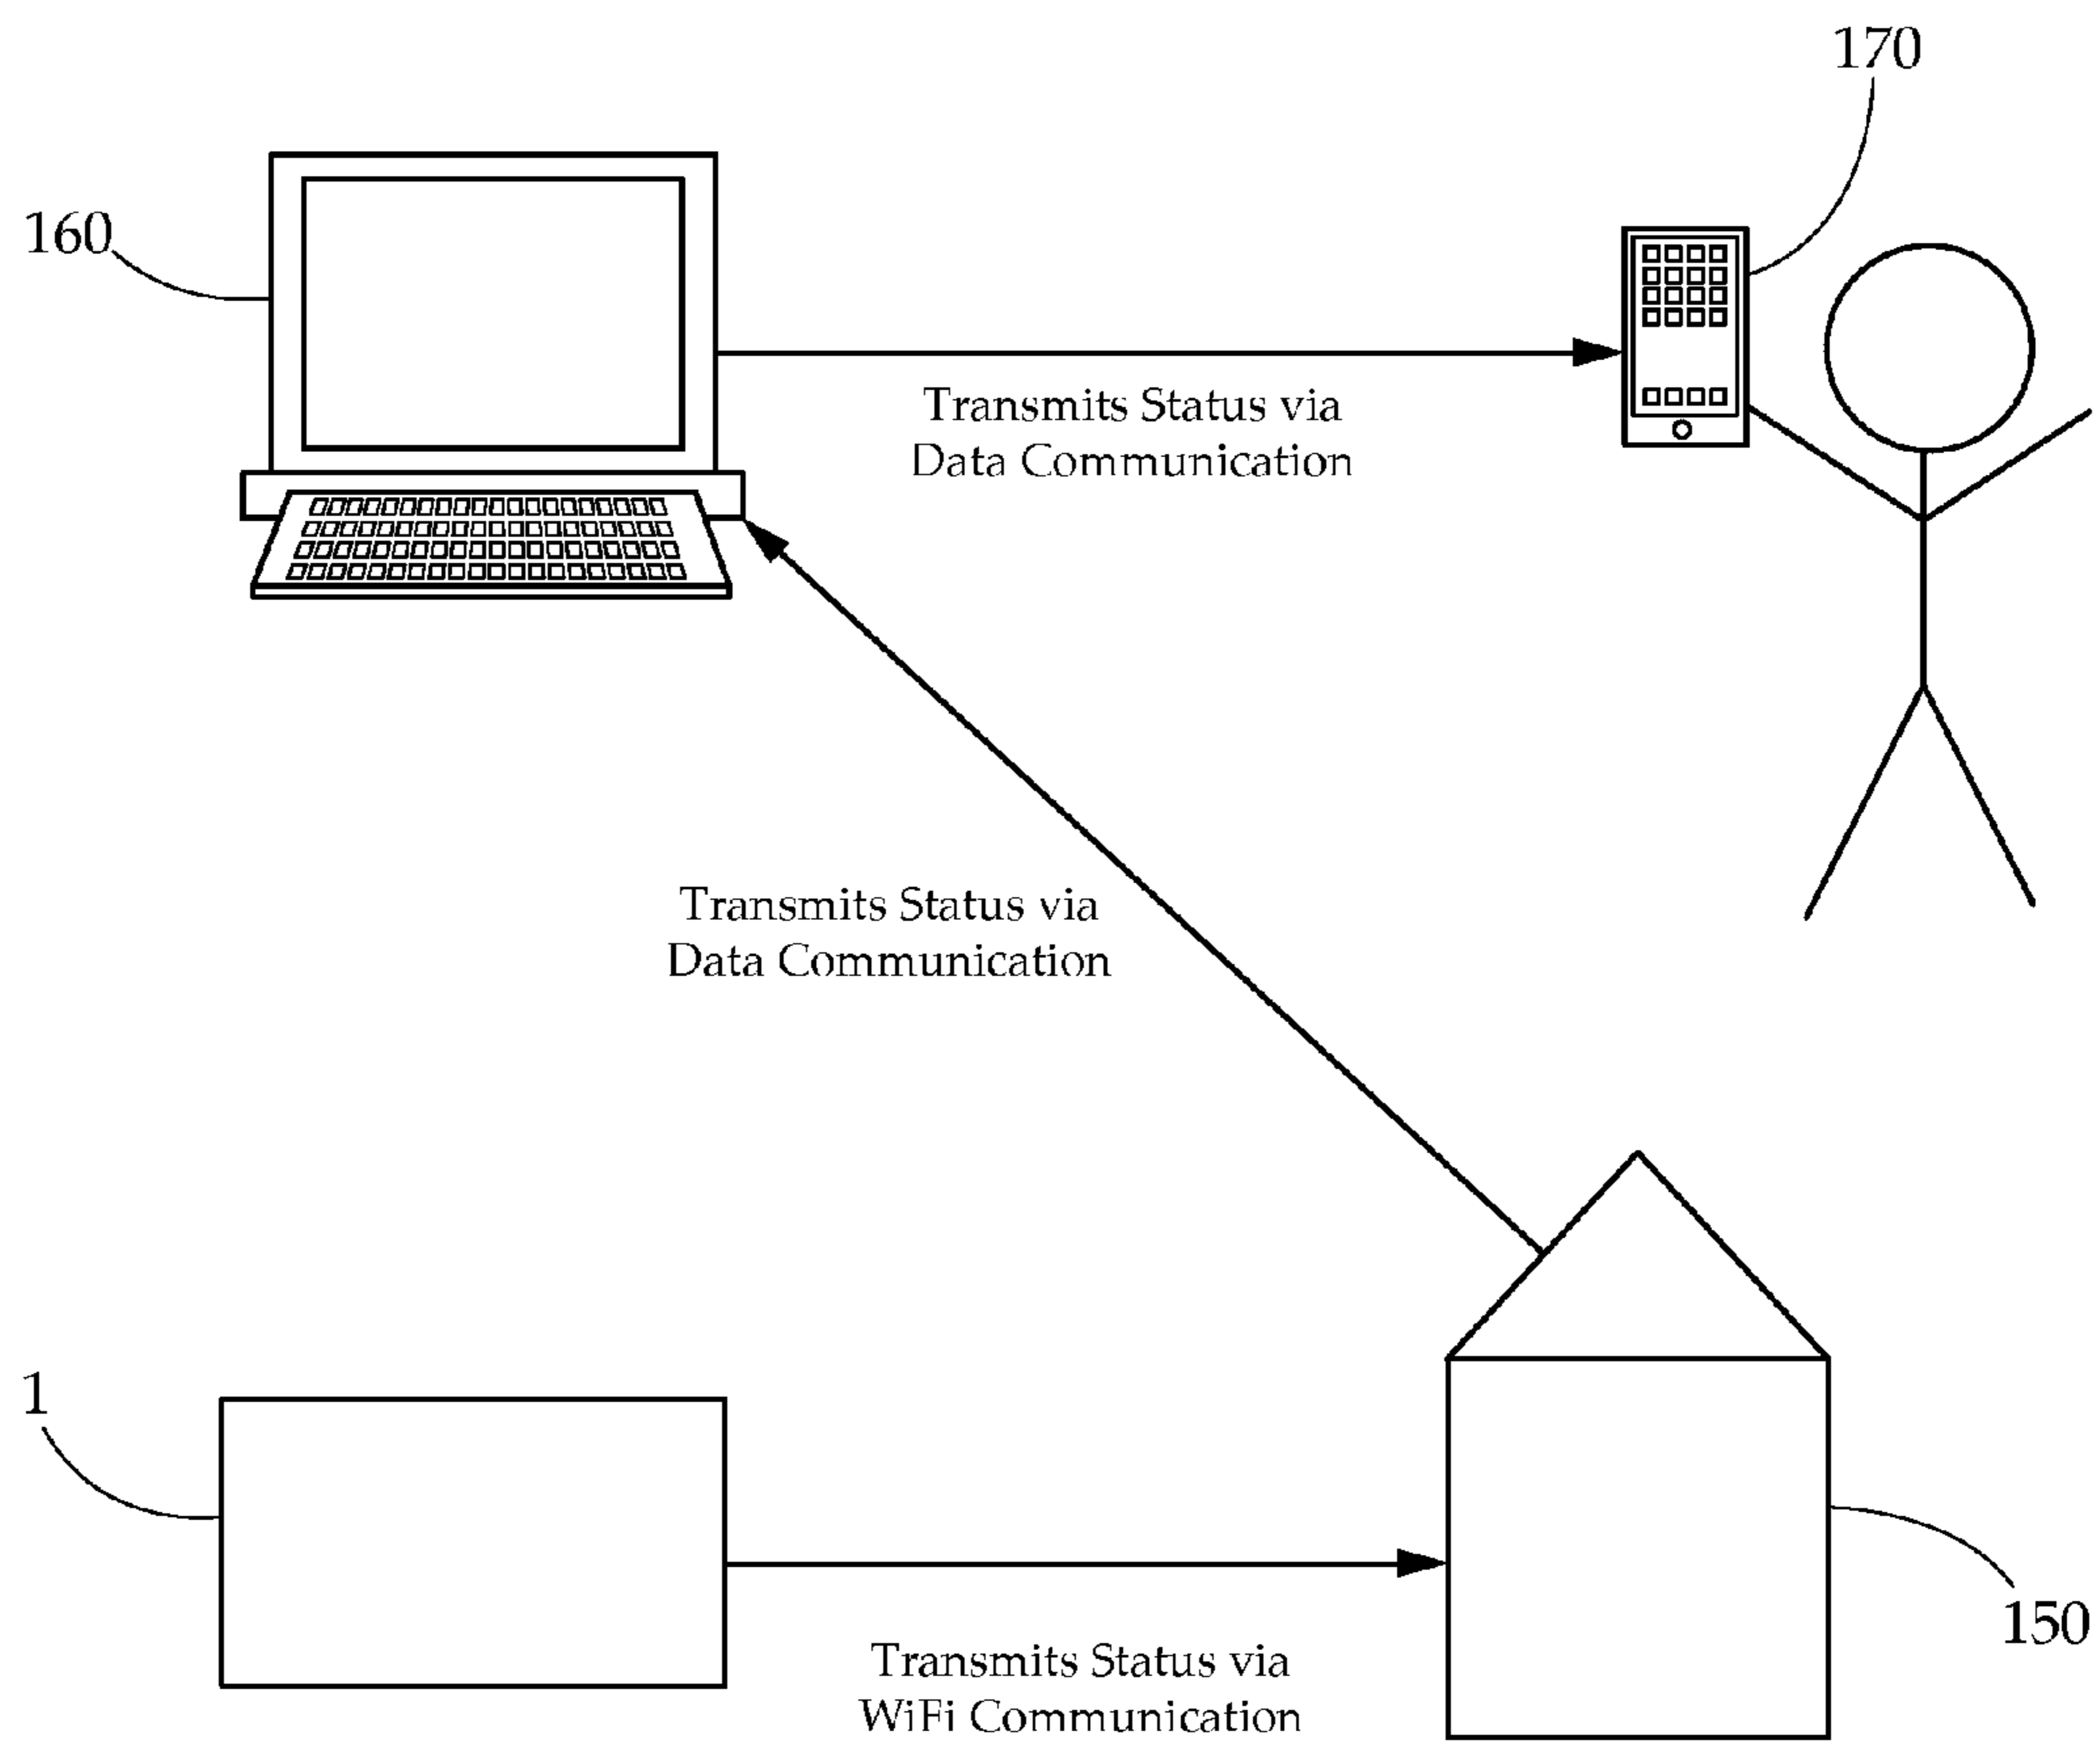 170
160
Transmits Status via
Data Communication
Transmits Status via
Data Communication
1
150
Transmits Status via
WiFi Communication